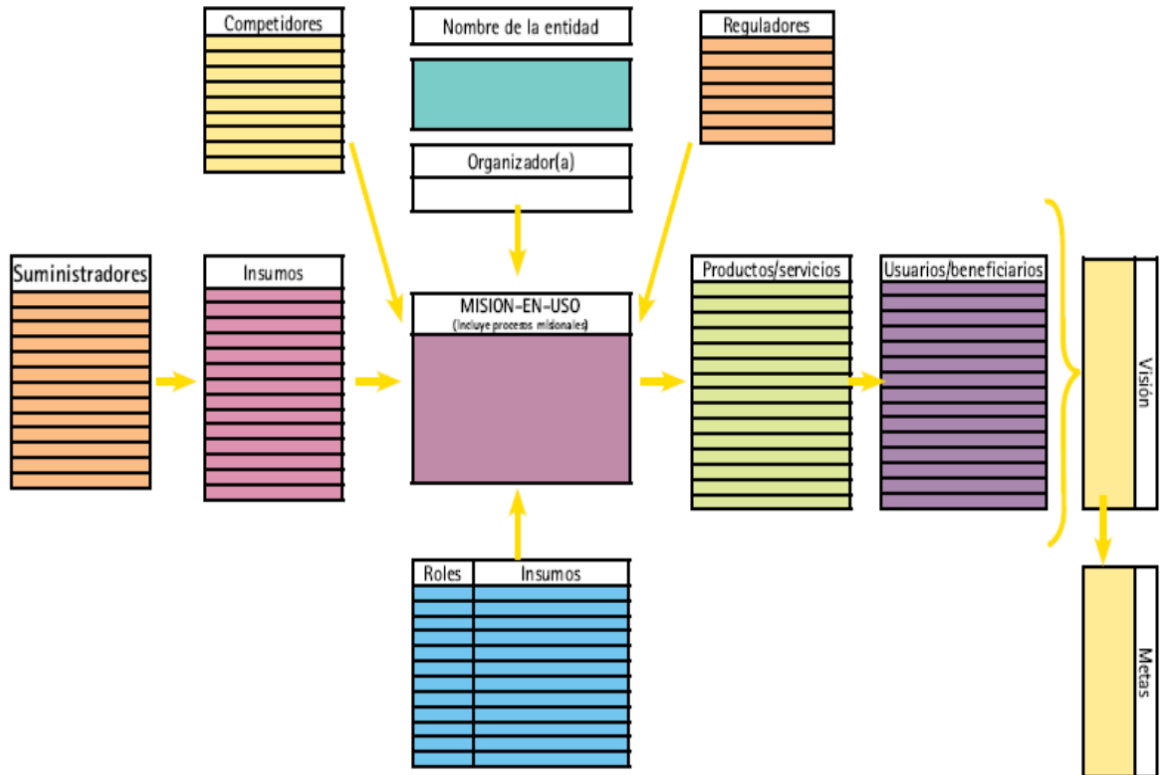 Competidores
Nombre de la entidad
Reguladores
Organizador(a)
Suministradores
Insumos
MISION-EN-USO
(Incluye procesos misionales)
Productos/servicios
Usuarios/beneficiarios
Visión
Roles
Insumos
Metas